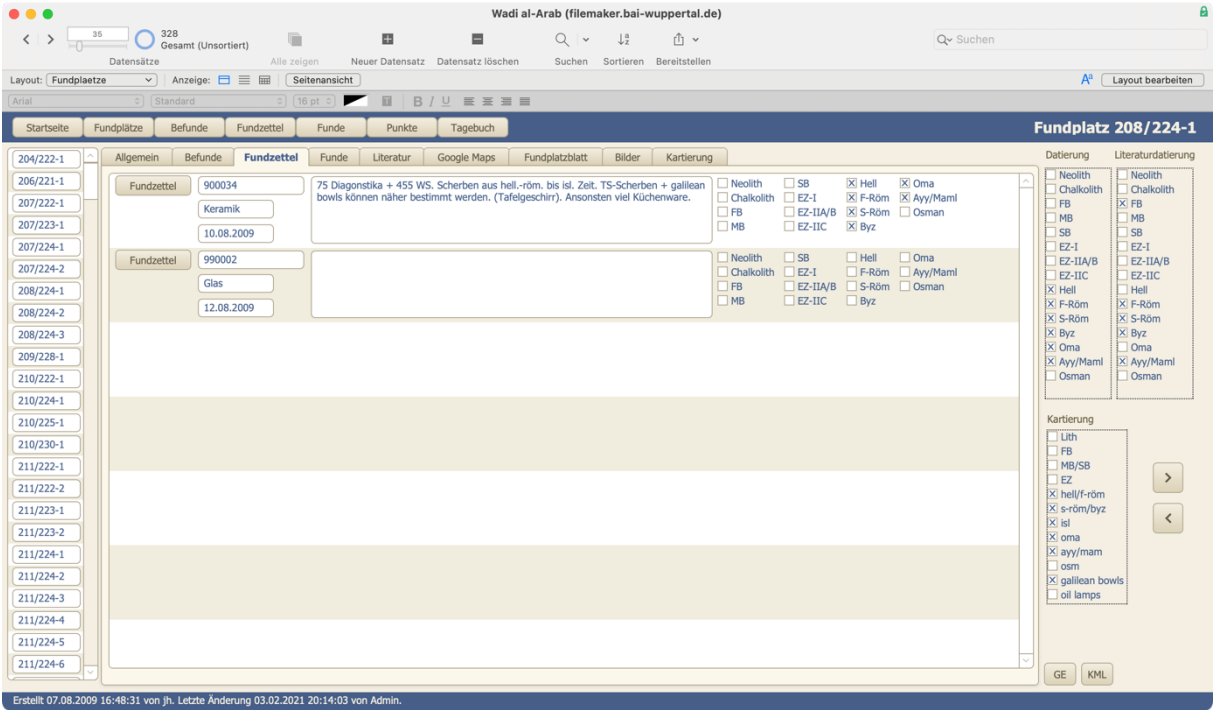 Wadi al-Arab (filemaker.bai-wuppertal.de)
35
328
Gesamt (Unsortiert)
Datensätze
Alle zeigen
Neuer Datensatz
Datensatz löschen
Suchen
Sortieren
Bereitstellen
Suchen
Layout: Fundplaetze
Anzeige:
Seitenansicht
Aª
Layout bearbeiten
Arial
Standard
16 pt
B I U
Startseite
Fundplätze
Befunde
Fundzettel
Funde
Punkte
Tagebuch
Fundplatz 208/224-1
204/222-1
206/221-1
207/222-1
207/223-1
207/224-1
207/224-2
208/224-1
208/224-2
208/224-3
209/228-1
210/222-1
210/224-1
210/225-1
210/230-1
211/222-1
211/222-2
211/223-1
211/223-2
211/224-1
211/224-2
211/224-3
211/224-4
211/224-5
211/224-6
Allgemein
Befunde
Fundzettel
Funde
Literatur
Google Maps
Fundplatzblatt
Bilder
Kartierung
Fundzettel
900034
Keramik
10.08.2009
75 Diagonstika + 455 WS. Scherben aus hell.-röm. bis isl. Zeit. TS-Scherben + galilean
bowls können näher bestimmt werden. (Tafelgeschirr). Ansonsten viel Küchenware.
Neolith
Chalkolith
FB
MB
SB
EZ-I
EZ-IIA/B
EZ-IIC
Hell
F-Röm
S-Röm
Byz
Oma
Ayy/Maml
Osman
Fundzettel
990002
Glas
12.08.2009
Neolith
Chalkolith
FB
MB
SB
EZ-I
EZ-IIA/B
EZ-IIC
Hell
F-Röm
S-Röm
Byz
Oma
Ayy/Maml
Osman
Datierung
Neolith
Chalkolith
FB
MB
SB
EZ-I
EZ-IIA/B
EZ-IIC
Hell
F-Röm
S-Röm
Byz
Oma
Ayy/Maml
Osman
Literaturdatierung
Neolith
Chalkolith
FB
MB
SB
EZ-I
EZ-IIA/B
EZ-IIC
Hell
F-Röm
S-Röm
Byz
Oma
Ayy/Maml
Osman
Kartierung
Lith
FB
MB/SB
EZ
hell/f-röm
s-röm/byz
isl
oma
ayy/mam
osm
galilean bowls
oil lamps
>
<
GE
KML
Erstellt 07.08.2009 16:48:31 von jh. Letzte Änderung 03.02.2021 20:14:03 von Admin.